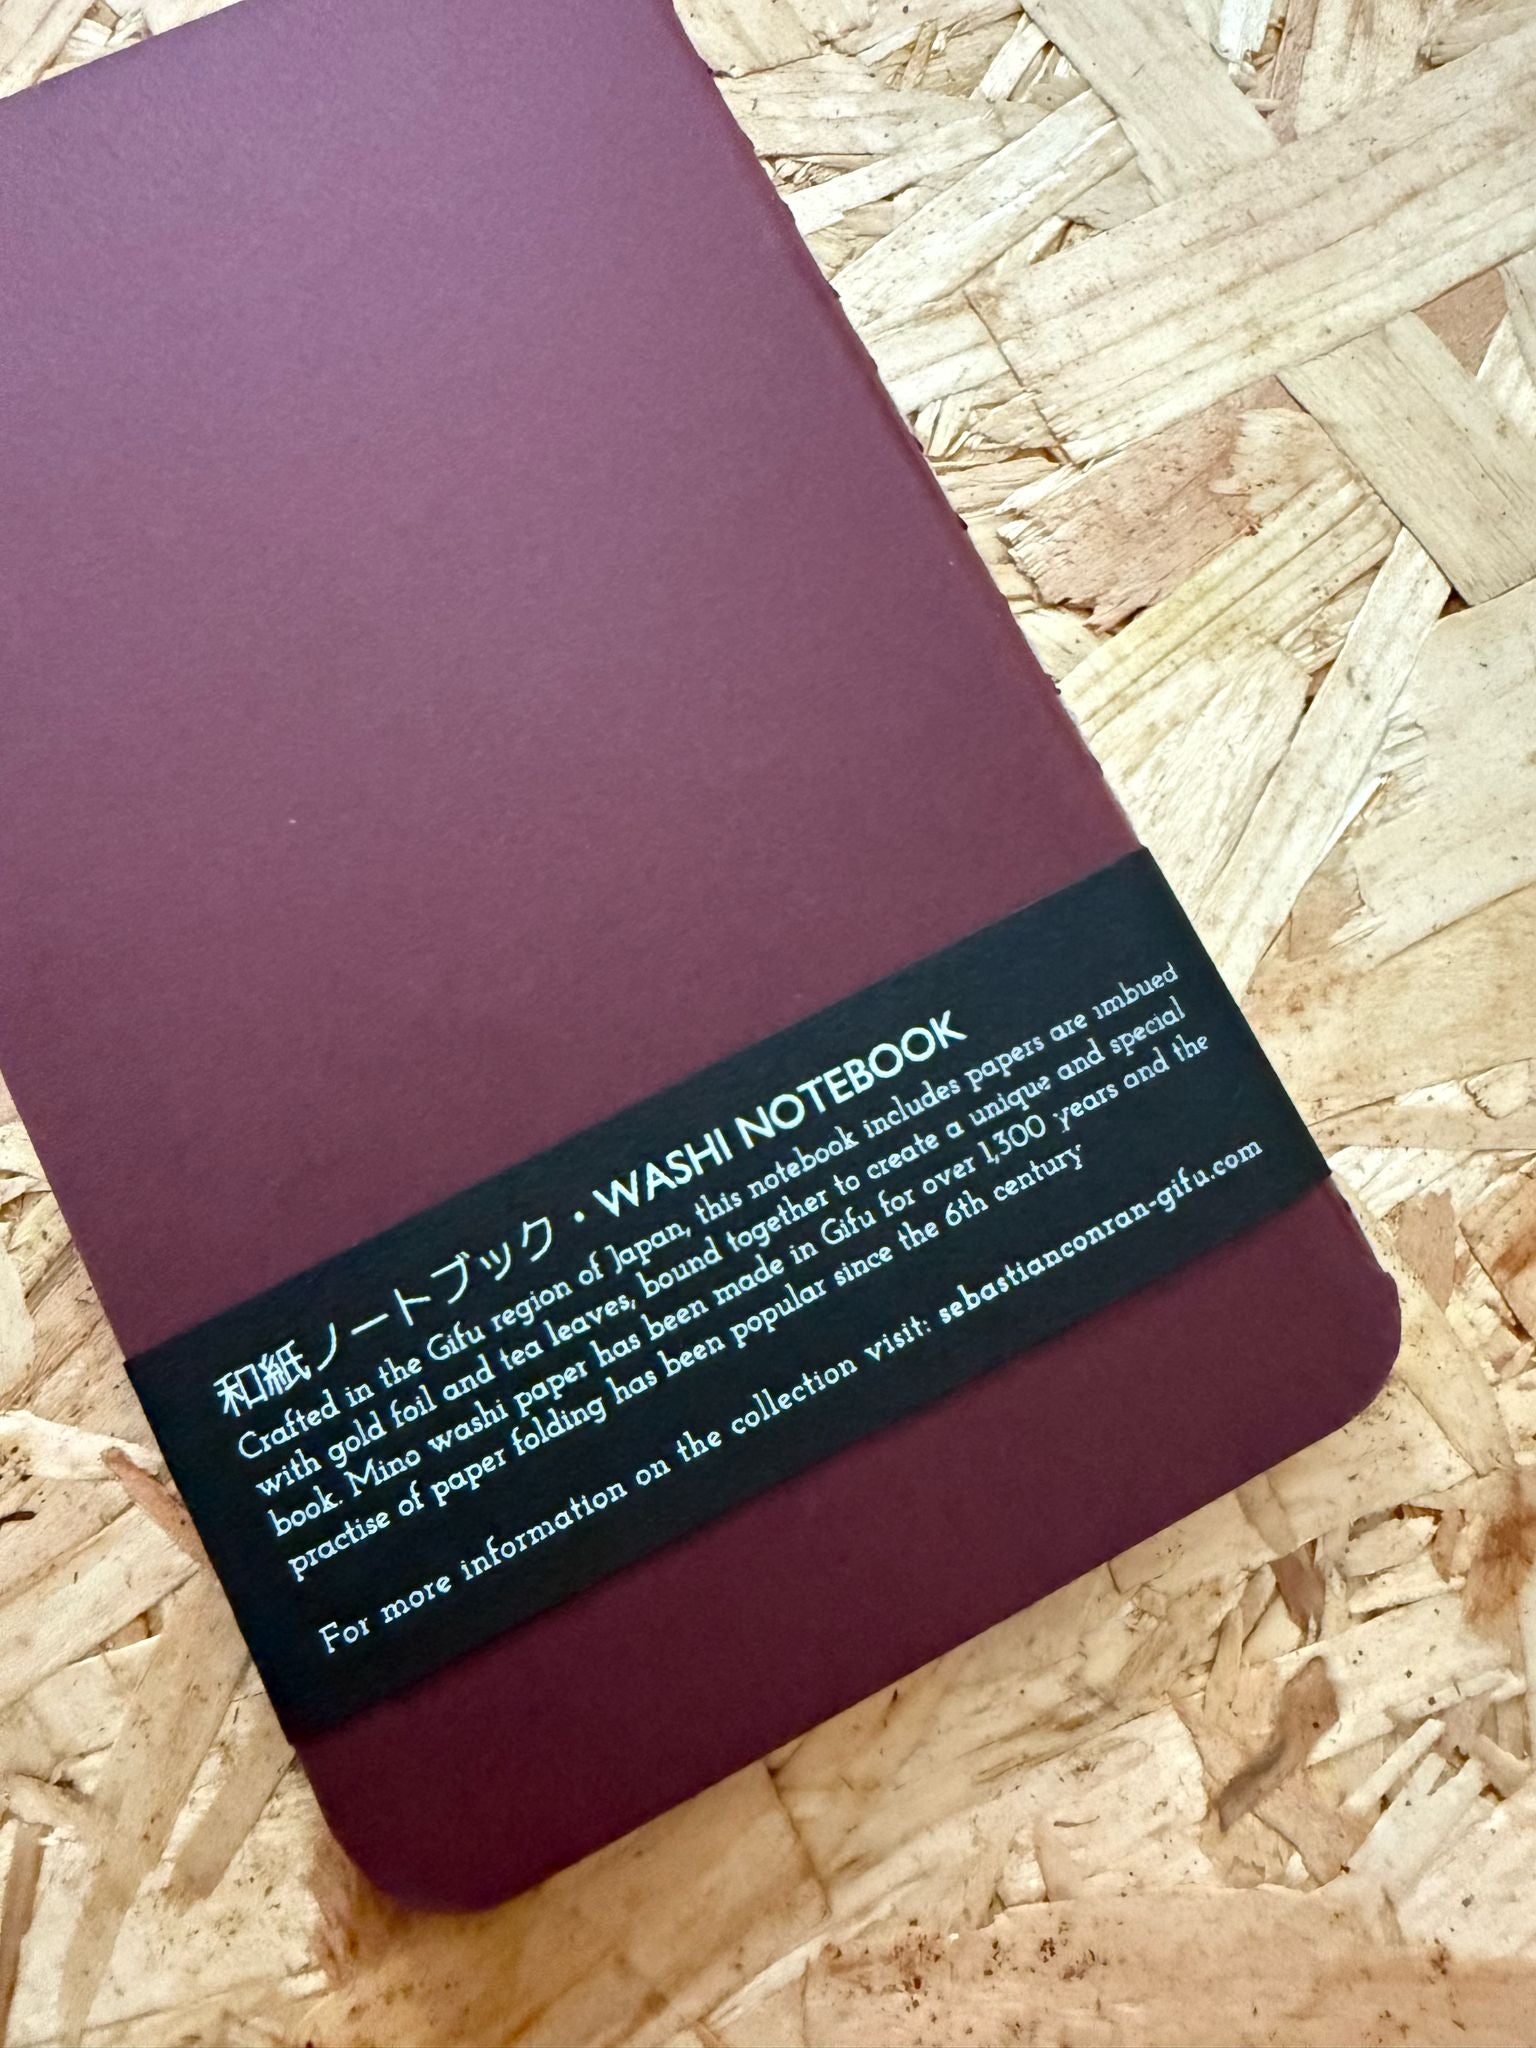 和紙ノートブック・WASHI NOTEBOOK
Crafted in the Gifu region of Japan, this notebook includes papers are imbued
with gold foil and tea leaves, bound together to create a unique and special
book. Mino washi paper has been made in Gifu for over 1,300 years and the
practise of paper folding has been popular since the 6th century
For more information on the collection visit: sebastianconran-gifu.com